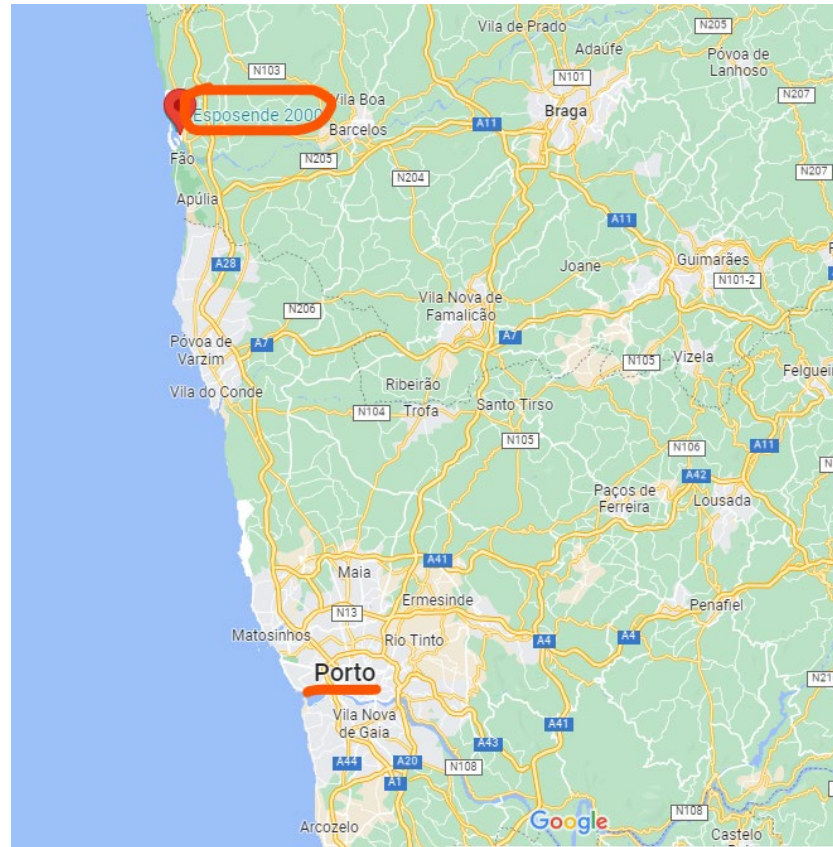 Vila de Prado
N205
Adaúfe
Póvoa de
Lanhoso
N103
N101
Vila Boa
N207
Esposende 2000
Braga
Barcelos
A11
Fão
N205
N204
N207
Apúlia
A11
A28
Joane
Guimarães
N101-2
N206
Vila Nova de
Famalicão
Póvoa de
Varzim
A7
A7
N105
Vizela
Felguei
Vila do Conde
Ribeirão
N104
Trofa
Santo Tirso
N105
N106
A11
A42
Paços de
Ferreira
Lousada
A41
Maia
Ermesinde
Penafiel
N13
Matosinhos
Rio Tinto
A4
A4
Porto
N21
Vila Nova
de Gaia
A41
A43
A44
A20
N108
A1
N108
Arcozelo
Google
Castelo